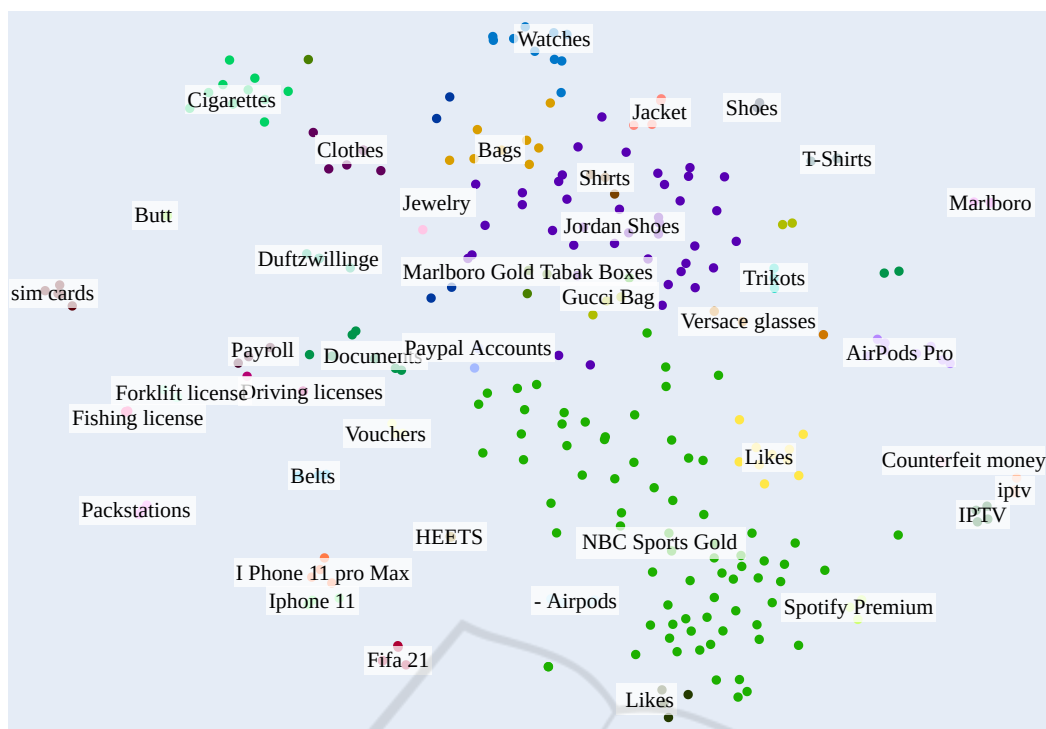 Watches
Cigarettes
Jacket
Shoes
Clothes
Bags
T-Shirts
Shirts
Jewelry
Marlboro
Butt
Jordan Shoes
Duftzwillinge
Marlboro Gold Tabak Boxes
Trikots
sim cards
Gucci Bag
Versace glasses
Payroll
Documents
Paypal Accounts
AirPods Pro
Forklift license
Driving licenses
Fishing license
Vouchers
Likes
Counterfeit money
Belts
iptv
Packstations
IPTV
HEETS
NBC Sports Gold
I Phone 11 pro Max
Iphone 11
- Airpods
Spotify Premium
Fifa 21
Likes